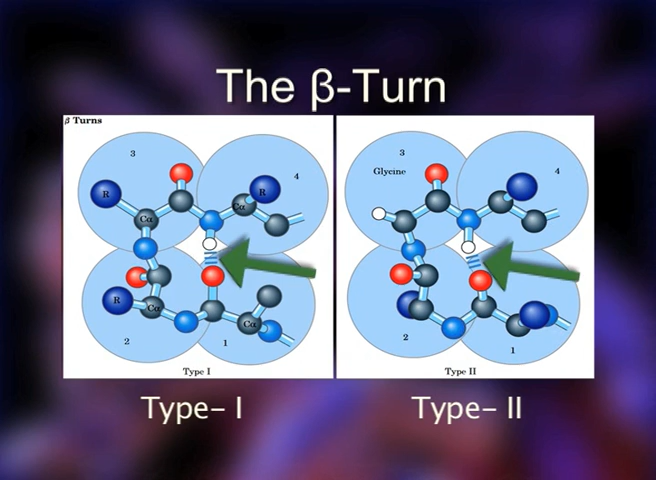 The β-Turn
β Turns
3
4
R
R
Cα
Cα
R
Cα
Cα
2
1
Type I
3
Glycine
4
2
1
Type II
Type- I
Type- II